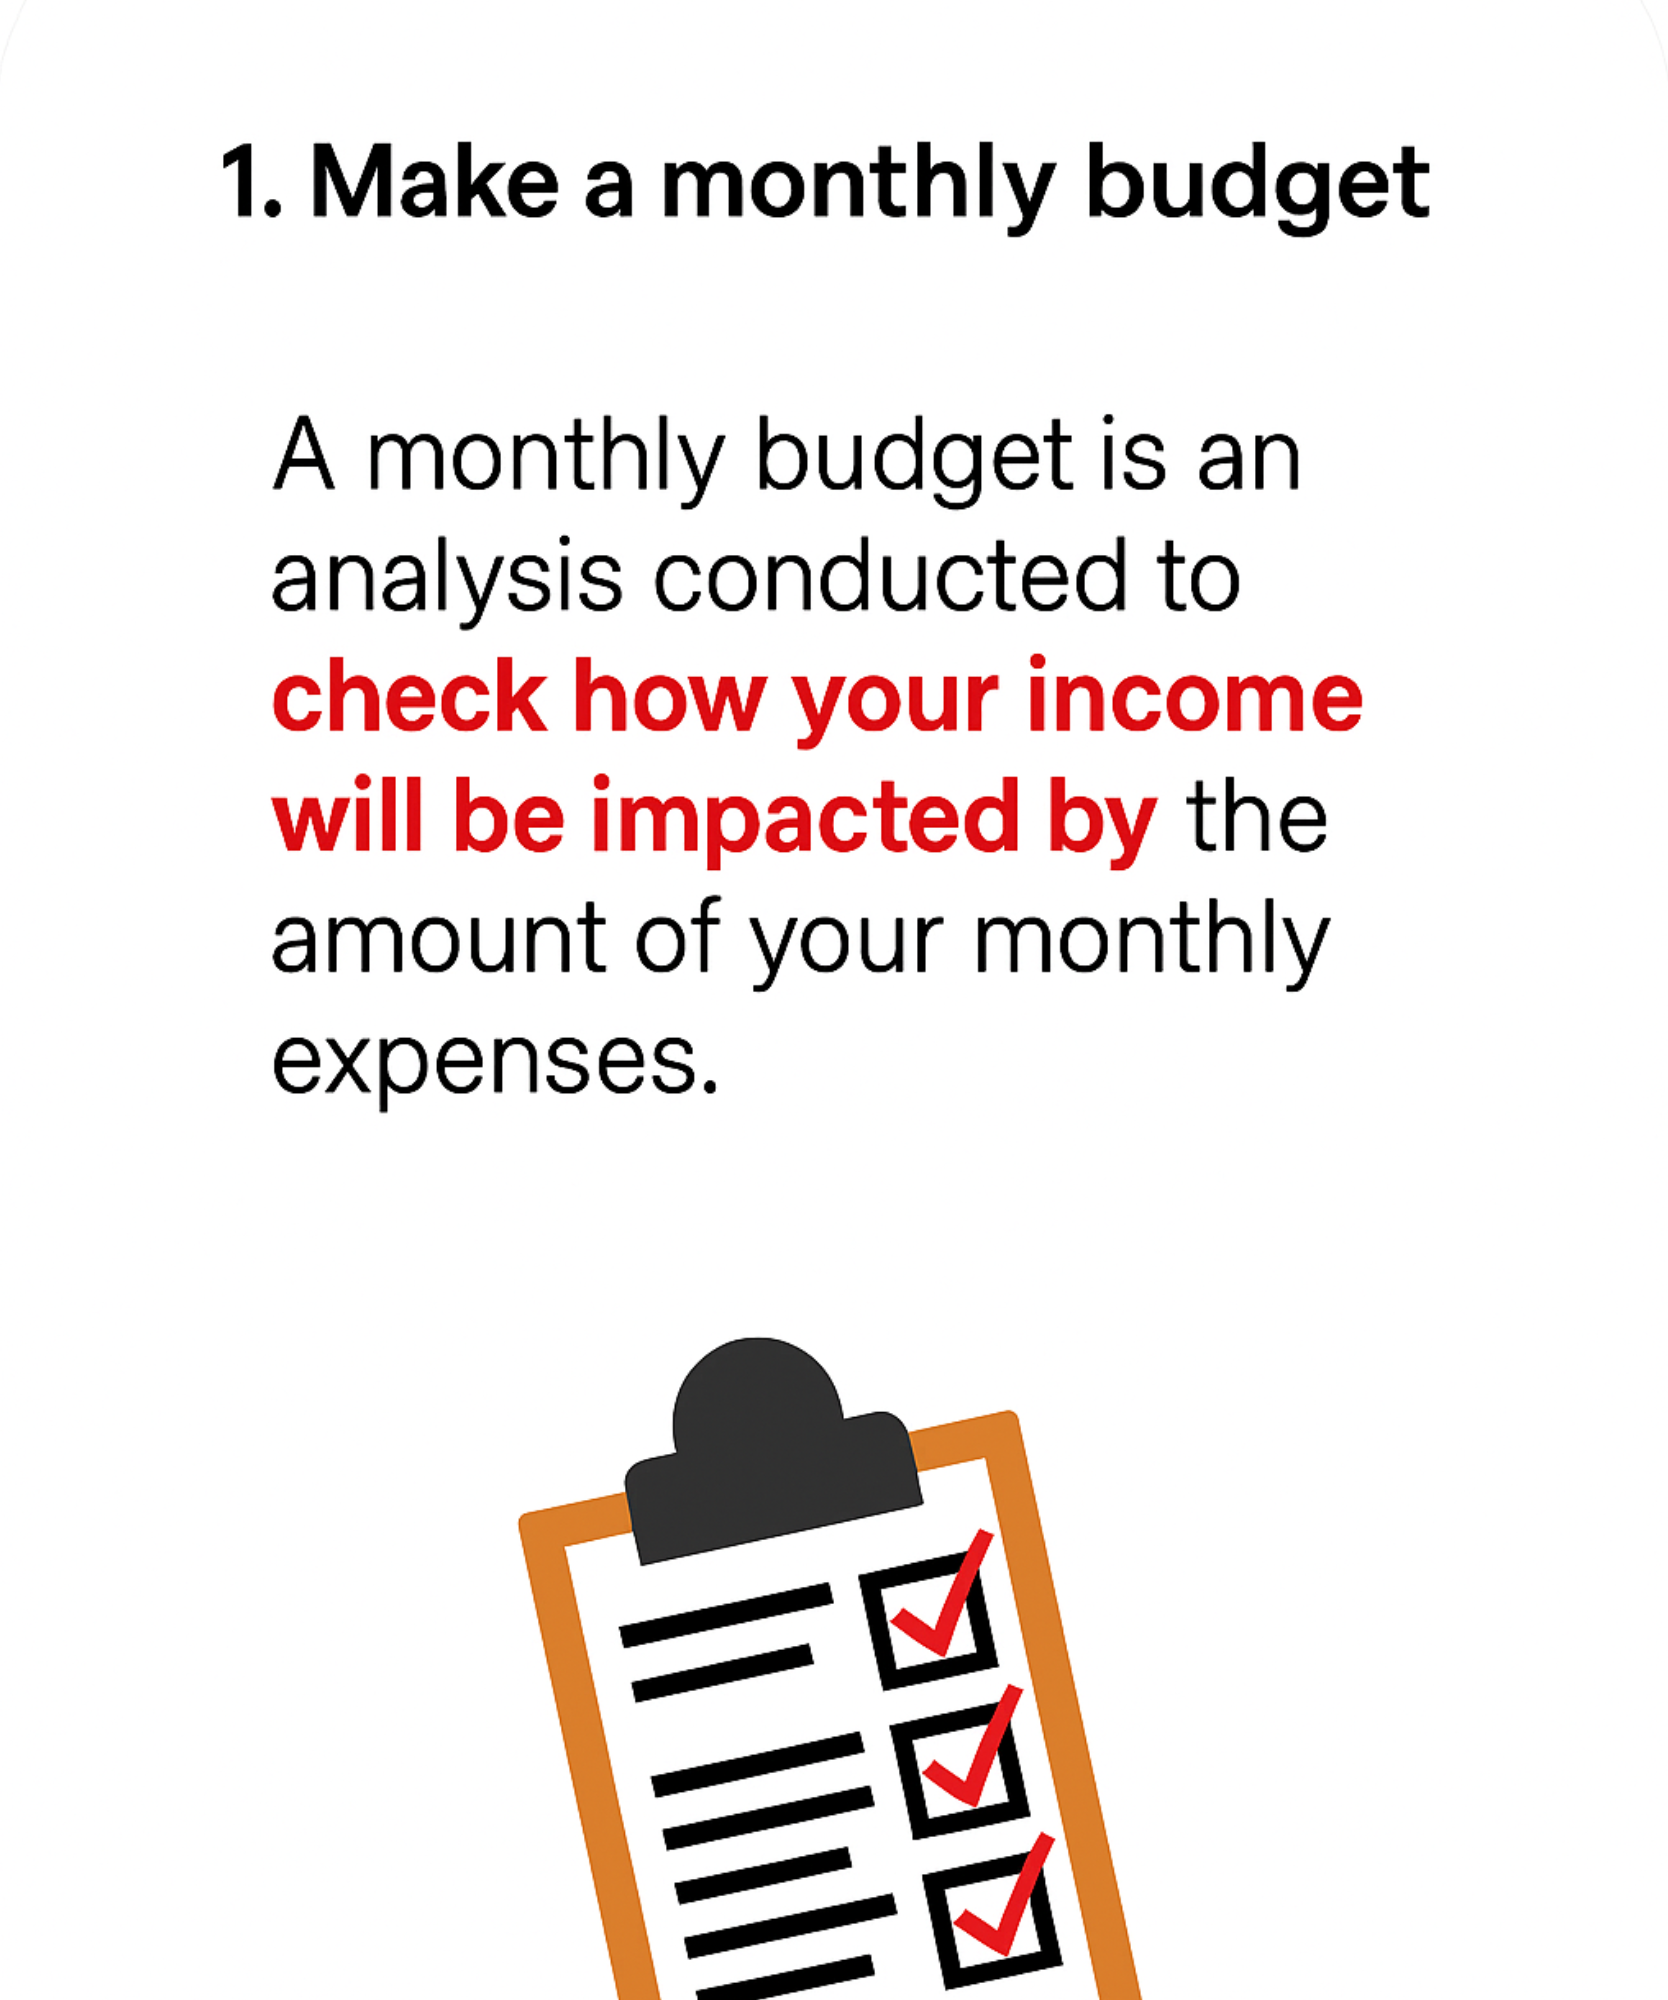 1. Make a monthly budget
A monthly budget is an
analysis conducted to
check how your income
will be impacted by the
amount of your monthly
expenses.